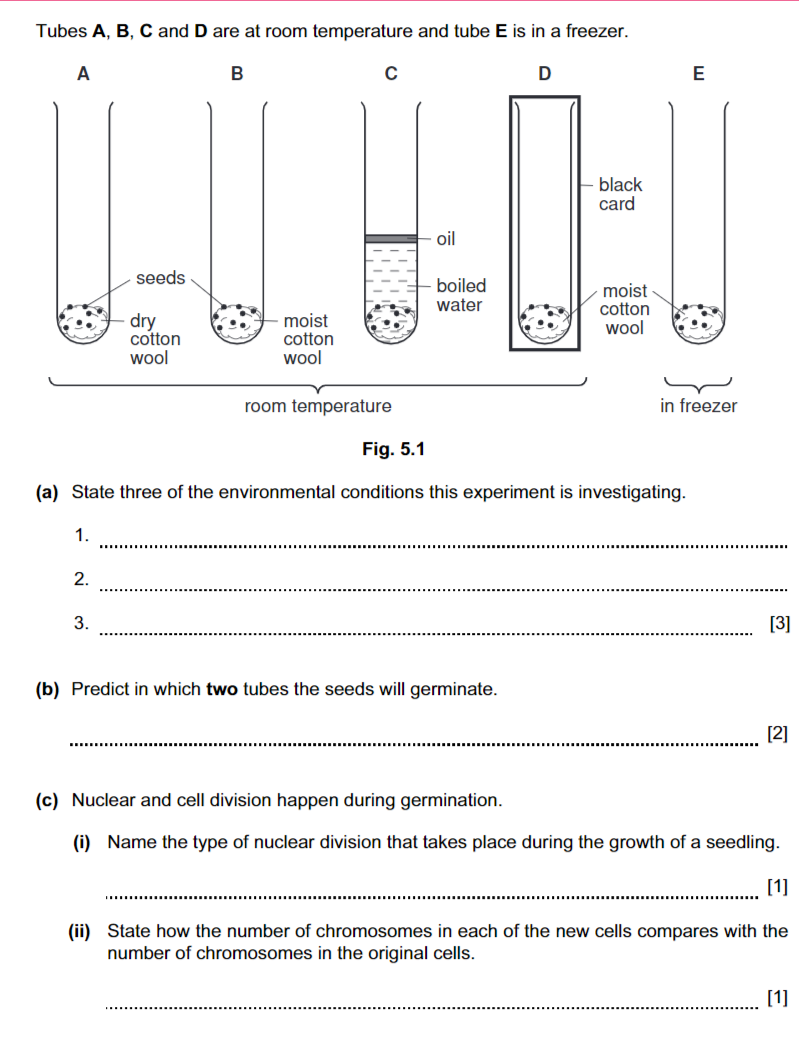 Tubes A, B, C and D are at room temperature and tube E is in a freezer.
A B C D E
black
card
oil
seeds
boiled
water
moist
cotton
wool
dry
cotton
wool
moist
cotton
wool
room temperature
in freezer
Fig. 5.1
(a) State three of the environmental conditions this experiment is investigating.
1.
2.
3. [3]
(b) Predict in which two tubes the seeds will germinate.
[2]
(c) Nuclear and cell division happen during germination.
(i) Name the type of nuclear division that takes place during the growth of a seedling.
[1]
(ii) State how the number of chromosomes in each of the new cells compares with the
number of chromosomes in the original cells.
[1]